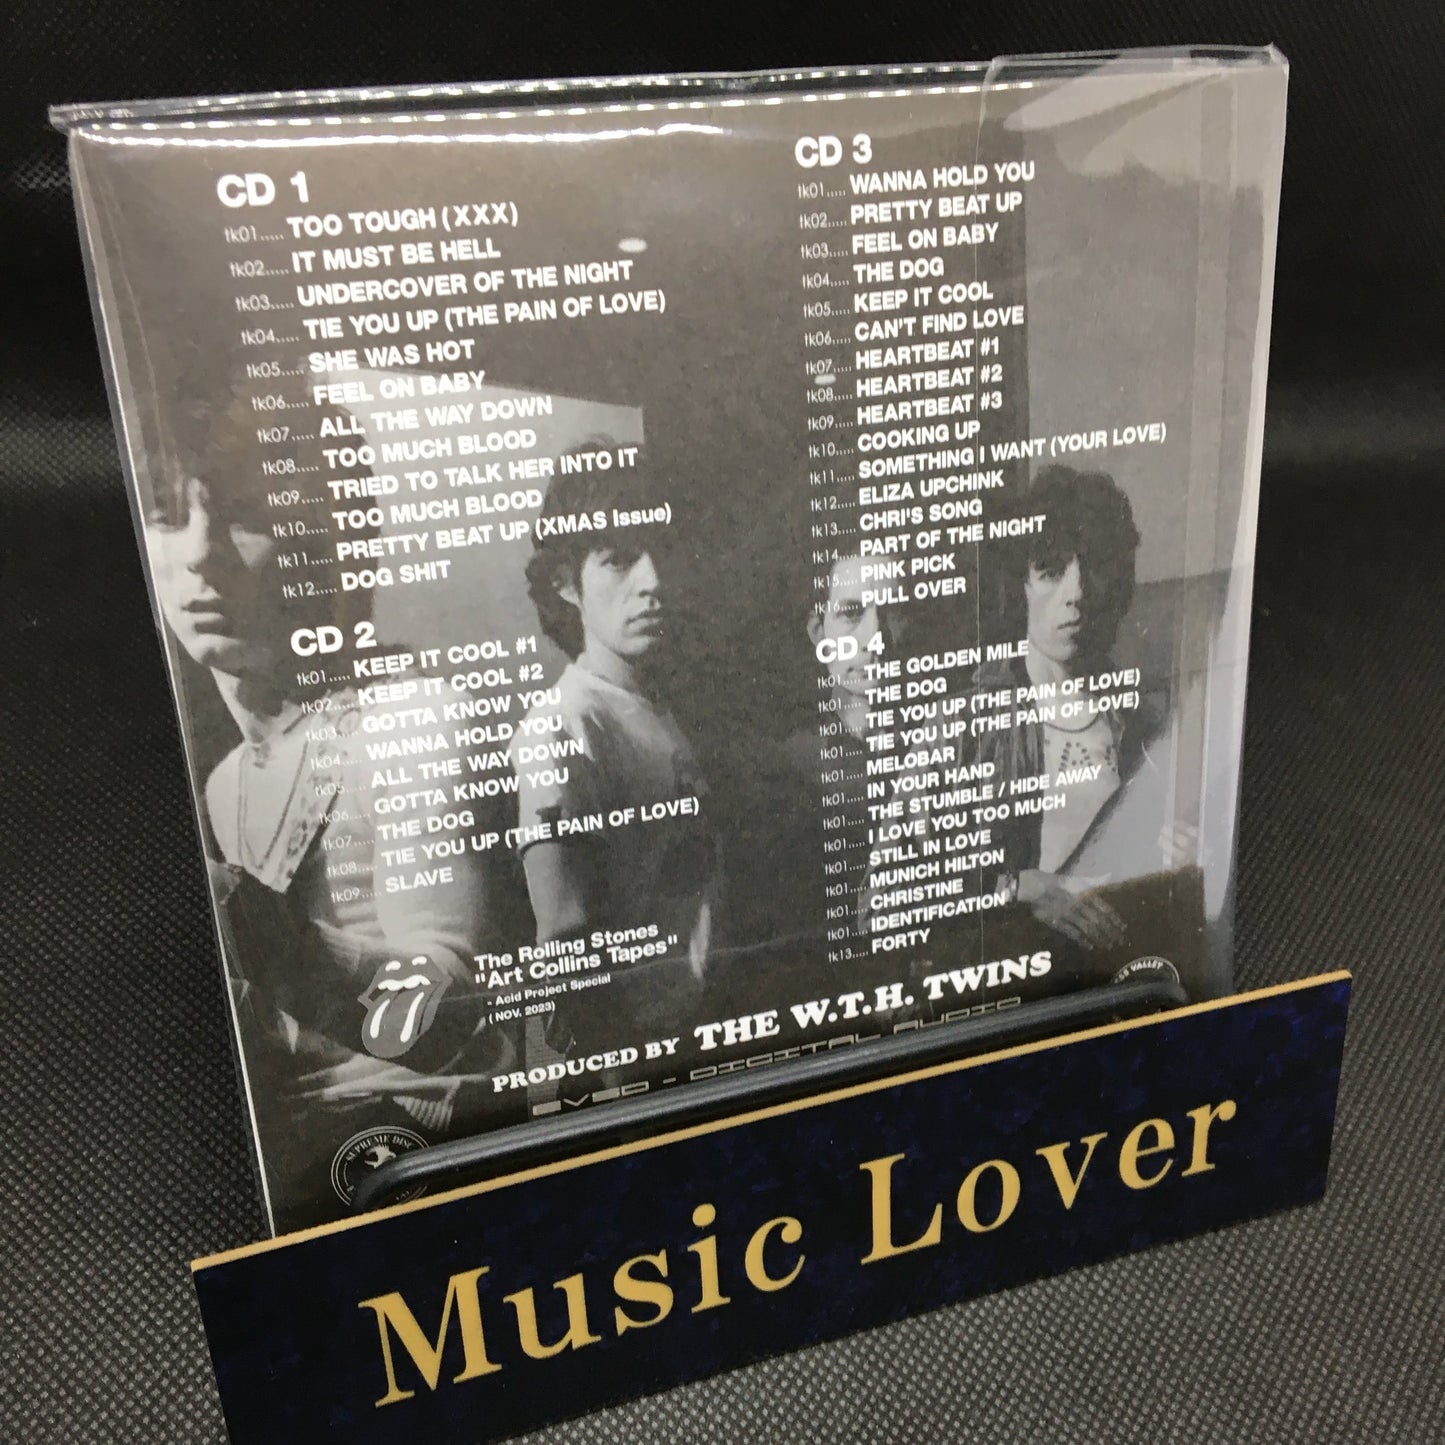 CD 1
tk01..... TOO TOUGH (XXX)
tk02..... IT MUST BE HELL
tk03..... UNDERCOVER OF THE NIGHT
tk04..... TIE YOU UP (THE PAIN OF LOVE)
tk05..... SHE WAS HOT
tk06..... FEEL ON BABY
tk07..... ALL THE WAY DOWN
tk08..... TOO MUCH BLOOD
tk09..... TRIED TO TALK HER INTO IT
tk10..... TOO MUCH BLOOD
tk11..... PRETTY BEAT UP (XMAS Issue)
tk12..... DOG SHIT
CD 2
tk01..... KEEP IT COOL #1
tk02..... KEEP IT COOL #2
tk03..... GOTTA KNOW YOU
tk04..... WANNA HOLD YOU
tk05..... ALL THE WAY DOWN
tk06..... GOTTA KNOW YOU
tk07..... THE DOG
tk08..... TIE YOU UP (THE PAIN OF LOVE)
tk09..... SLAVE
CD 3
tk01..... WANNA HOLD YOU
tk02..... PRETTY BEAT UP
tk03..... FEEL ON BABY
tk04..... THE DOG
tk05..... KEEP IT COOL
tk06..... CAN'T FIND LOVE
tk07..... HEARTBEAT #1
tk08..... HEARTBEAT #2
tk09..... HEARTBEAT #3
tk10..... COOKING UP
tk11..... SOMETHING I WANT (YOUR LOVE)
tk12..... ELIZA UPCHINK
tk13..... CHRI'S SONG
tk14..... PART OF THE NIGHT
tk15..... PINK PICK
tk16..... PULL OVER
CD 4
tk01..... THE GOLDEN MILE
tk01..... THE DOG
tk01..... TIE YOU UP (THE PAIN OF LOVE)
tk01..... TIE YOU UP (THE PAIN OF LOVE)
tk01..... MELOBAR
tk01..... IN YOUR HAND
tk01..... THE STUMBLE / HIDE AWAY
tk01..... I LOVE YOU TOO MUCH
tk01..... STILL IN LOVE
tk01..... MUNICH HILTON
tk01..... CHRISTINE
tk01..... IDENTIFICATION
tk13..... FORTY
The Rolling Stones
"Art Collins Tapes"
- Acid Project Special
( NOV. 2023)
PRODUCED BY THE W.T.H. TWINS
EVSD - DIGITAL AUDIO
SUPREME DISC
VALLEY
Music Lover